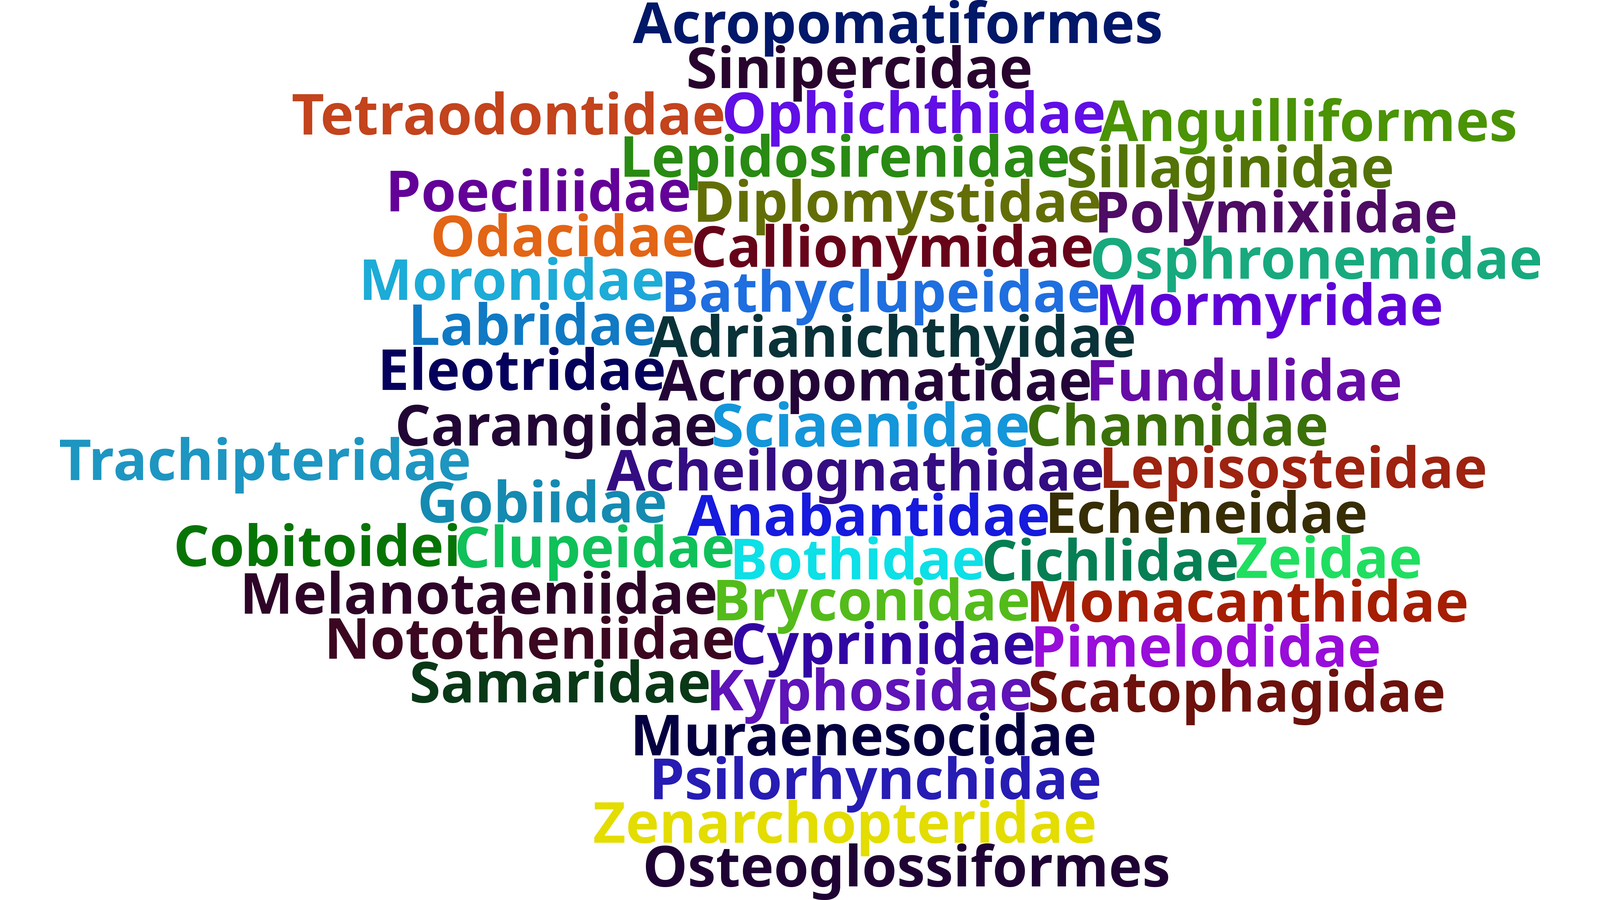 Acropomatiformes
Sinipercidae
Tetraodontidae Ophichthidae Anguilliformes
Lepidosirenidae Sillaginidae
Poeciliidae Diplomystidae Polymixiidae
Odacidae Callionymidae Osphronemidae
Moronidae Bathyclupeidae Mormyridae
Labridae Adrianichthyidae
Eleotridae Acropomatidae Fundulidae
Carangidae Sciaenidae Channidae
Trachipteridae Acheilognathidae Lepisosteidae
Gobiidae Anabantidae Echeneidae
Cobitoidei Clupeidae Bothidae Cichlidae Zeidae
Melanotaeniidae Bryconidae Monacanthidae
Nototheniidae Cyprinidae Pimelodidae
Samaridae Kyphosidae Scatophagidae
Muraenesocidae
Psilorhynchidae
Zenarchopteridae
Osteoglossiformes